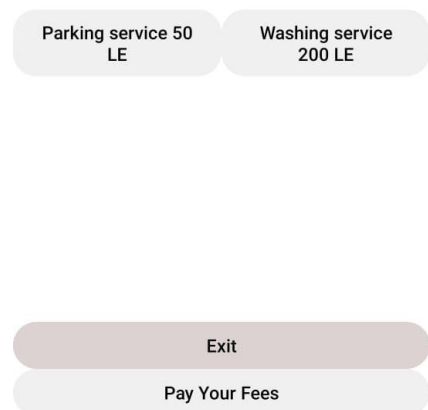 Parking service 50
LE
Washing service
200 LE
Exit
Pay Your Fees